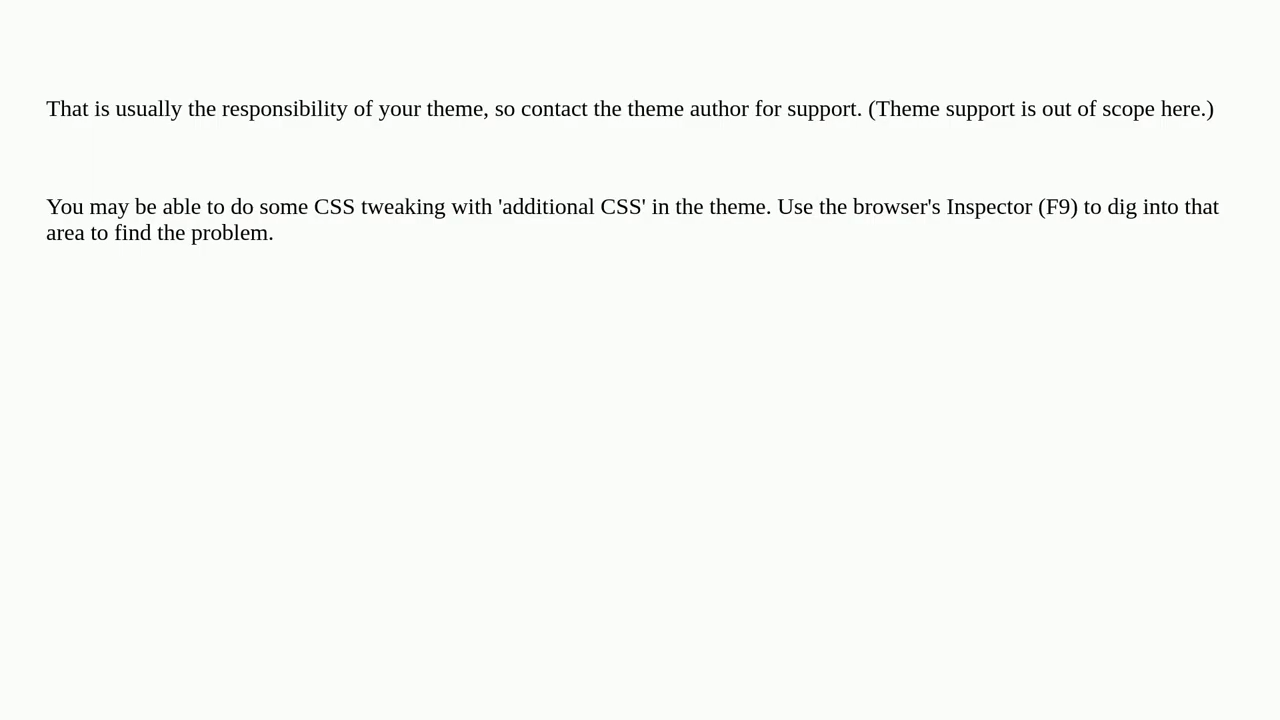 That is usually the responsibility of your theme, so contact the theme author for support. (Theme support is out of scope here.)
You may be able to do some CSS tweaking with 'additional CSS' in the theme. Use the browser's Inspector (F9) to dig into that
area to find the problem.